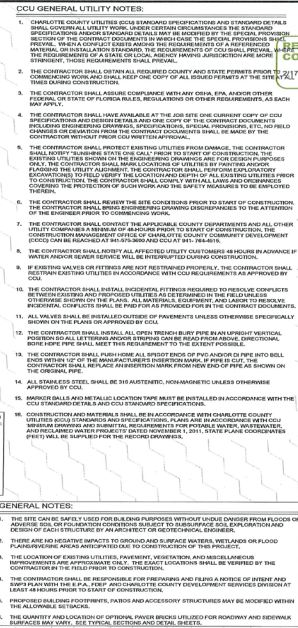 CCU GENERAL UTILITY NOTES:
1. CHARLOTTE COUNTY UTILITIES (CCU) STANDARD SPECIFICATIONS AND STANDARD DETAILS
SHALL GOVERN ALL UTILITY WORK. UNDER CERTAIN CIRCUMSTANCES THE STANDARD
SPECIFICATIONS AND/OR STANDARD DETAILS MAY BE MODIFIED BY THE SPECIAL PROVISION
SECTION OF THE CONTRACT DOCUMENTS IN WHICH CASE THE SPECIAL PROVISIONS SHALL
PREVAIL. WHEN A CONFLICT EXISTS AMONG THE REQUIREMENTS OF A REFERENCED
MATERIAL OR INSTALLATION STANDARD, THE REQUIREMENTS OF CCU SHALL PREVAIL. WHERE
THE REQUIREMENTS OF A STATE OR LOCAL AGENCY HAVING JURISDICTION ARE MORE
STRINGENT, THOSE REQUIREMENTS SHALL PREVAIL.
2. THE CONTRACTOR SHALL OBTAIN ALL REQUIRED COUNTY AND STATE PERMITS PRIOR TO
COMMENCING WORK AND SHALL KEEP ONE COPY OF ALL ISSUED PERMITS AT THE SITE AT ALL
TIMES DURING CONSTRUCTION.
3. THE CONTRACTOR SHALL ASSURE COMPLIANCE WITH ANY OSHA, EPA, AND/OR OTHER
FEDERAL OR STATE OF FLORIDA RULES, REGULATIONS OR OTHER REQUIREMENTS, AS EACH
MAY APPLY.
4. THE CONTRACTOR SHALL HAVE AVAILABLE AT THE JOB SITE ONE CURRENT COPY OF CCU
SPECIFICATIONS AND DESIGN DETAILS AND ONE COPY OF THE CONTRACT DOCUMENTS
INCLUDING ENGINEERING DRAWINGS, SPECIFICATIONS, SPECIAL PROVISIONS, ETC. NO FIELD
CHANGES OR DEVIATION FROM THE CONTRACT DOCUMENTS SHALL BE MADE BY THE
CONTRACTOR WITHOUT PRIOR CCU WRITTEN APPROVAL.
5. THE CONTRACTOR SHALL PROTECT EXISTING UTILITIES FROM DAMAGE. THE CONTRACTOR
SHALL NOTIFY "SUNSHINE STATE ONE CALL" PRIOR TO START OF CONSTRUCTION. THE
EXISTING UTILITIES SHOWN ON THE ENGINEERING DRAWINGS ARE FOR DESIGN PURPOSES
ONLY. THE CONTRACTOR SHALL MARK LOCATIONS OF UTILITIES BY PAINTING AND/OR
FLAGGING THE UTILITY ALIGNMENT. THE CONTRACTOR SHALL PERFORM EXPLORATORY
EXCAVATION(S) TO FIELD VERIFY THE LOCATION AND DEPTH OF ALL EXISTING UTILITIES PRIOR
TO CONSTRUCTION. THE CONTRACTOR SHALL COMPLY WITH ALL LAWS AND ORDINANCES
COVERING THE PROTECTION OF SUCH WORK AND THE SAFETY MEASURES TO BE EMPLOYED
THEREIN.
6. THE CONTRACTOR SHALL REVIEW THE SITE CONDITIONS PRIOR TO START OF CONSTRUCTION.
THE CONTRACTOR SHALL BRING ENGINEERING DRAWING DISCREPANCIES TO THE ATTENTION
OF THE ENGINEER PRIOR TO COMMENCING WORK.
7. THE CONTRACTOR SHALL CONTACT THE APPLICABLE COUNTY DEPARTMENTS AND ALL OTHER
UTILITY COMPANIES A MINIMUM OF 48-HOURS PRIOR TO START OF CONSTRUCTION. THE
CONSTRUCTION MANAGEMENT OFFICE OF CHARLOTTE COUNTY COMMUNITY DEVELOPMENT
(CCCD) CAN BE REACHED AT AND CCU AT
8. THE CONTRACTOR SHALL NOTIFY ALL AFFECTED UTILITY CUSTOMERS 48 HOURS IN ADVANCE IF
WATER AND/OR SEWER SERVICE WILL BE INTERRUPTED DURING CONSTRUCTION.
9. IF EXISTING VALVES OR FITTINGS ARE NOT RESTRAINED PROPERLY, THE CONTRACTOR SHALL
RESTRAIN EXISTING UTILITIES IN ACCORDANCE WITH CCU REQUIREMENTS AS APPROVED BY
CCU.
10. THE CONTRACTOR SHALL INSTALL INCIDENTAL FITTINGS REQUIRED TO RESOLVE CONFLICTS
BETWEEN EXISTING AND PROPOSED UTILITIES AS DETERMINED IN THE FIELD UNLESS
OTHERWISE SHOWN ON THE PLANS. ALL MATERIALS, EQUIPMENT, AND LABOR TO RESOLVE
INCIDENTAL CONFLICTS SHALL BE PAID FOR AS PROVIDED FOR IN THE CONTRACT DOCUMENTS.
11. ALL VALVES SHALL BE INSTALLED OUTSIDE OF PAVEMENTS UNLESS OTHERWISE SPECIFICALLY
SHOWN ON THE PLANS OR APPROVED BY CCU.
12. THE CONTRACTOR SHALL INSTALL ALL OPEN TRENCH BURY PIPE IN AN UPRIGHT VERTICAL
POSITION SO ALL LETTERING AND/OR STRIPING CAN BE READ FROM ABOVE. DIRECTIONAL
BORE HDPE PIPE SHALL MEET THIS REQUIREMENT TO THE EXTENT POSSIBLE.
13. THE CONTRACTOR SHALL PUSH HOME ALL SPIGOT ENDS OF PVC AND/OR DI PIPE INTO BELL
ENDS WITHIN 1/2" OF THE MANUFACTURER'S INSERTION MARK. IF PIPE IS CUT, THE
CONTRACTOR SHALL REPLACE AN INSERTION MARK FROM NEW END OF PIPE AS SHOWN ON
THE ORIGINAL PIPE.
14. ALL STAINLESS STEEL SHALL BE 316 AUSTENITIC, NON-MAGNETIC UNLESS OTHERWISE
APPROVED BY CCU.
15. MARKER BALLS AND METALLIC LOCATION TAPE MUST BE INSTALLED IN ACCORDANCE WITH THE
CCU STANDARD DETAILS AND CCU STANDARD SPECIFICATIONS.
16. CONSTRUCTION AND MATERIALS SHALL BE IN ACCORDANCE WITH CHARLOTTE COUNTY
UTILITIES (CCU) STANDARDS AND SPECIFICATIONS. PLANS ARE IN ACCORDANCE WITH CCU
MINIMUM DRAWING AND SUBMITTAL REQUIREMENTS FOR POTABLE WATER, WASTEWATER,
AND RECLAIMED WATER PROJECTS' DATED NOVEMBER 1, 2011. STATE PLANE COORDINATES
(FEET) WILL BE SUPPLIED FOR THE RECORD DRAWINGS.
GENERAL NOTES:
THE SITE CAN BE SAFELY USED FOR BUILDING PURPOSES WITHOUT UNDUE DANGER FROM FLOODS OR
ADVERSE SOIL OR FOUNDATION CONDITIONS SUBJECT TO SUBSURFACE SOIL EXPLORATION AND
DESIGN OF EACH STRUCTURE BY AN ARCHITECT OR GEOTECHNICAL ENGINEER.
THERE ARE NO NEGATIVE IMPACTS TO GROUND AND SURFACE WATERS, WETLANDS OR FLOOD
PLAINS/RIVERINE AREAS ANTICIPATED DUE TO CONSTRUCTION OF THIS PROJECT.
THE LOCATION OF EXISTING UTILITIES, PAVEMENT, VEGETATION, AND MISCELLANEOUS
IMPROVEMENTS ARE APPROXIMATE ONLY. THE EXACT LOCATIONS SHALL BE VERIFIED BY THE
CONTRACTOR IN THE FIELD PRIOR TO CONSTRUCTION.
THE CONTRACTOR SHALL BE RESPONSIBLE FOR PREPARING AND FILING A NOTICE OF INTENT AND
SWPS PLAN WITH THE E.P.A., FDEP AND CHARLOTTE COUNTY DEVELOPMENT SERVICES DIVISION AT
LEAST 48 HOURS PRIOR TO START OF CONSTRUCTION.
PROPOSED BUILDING FOOTPRINTS, PATIOS AND ACCESSORY STRUCTURES MAY BE MODIFIED WITHIN
THE ALLOWABLE SETBACKS.
THE QUANTITY AND LOCATION OF OPTIONAL PAVER BRICKS UTILIZED FOR ROADWAY AND SIDEWALK
SURFACES MAY VARY. SEE TYPICAL SECTIONS AND DETAIL SHEETS.